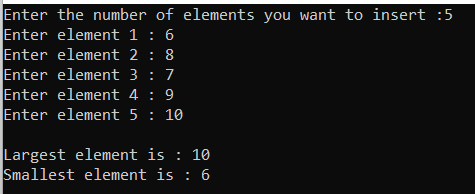 Enter the number of elements you want to insert :5
Enter element 1 : 6
Enter element 2 : 8
Enter element 3 : 7
Enter element 4 : 9
Enter element 5 : 10
Largest element is : 10
Smallest element is : 6